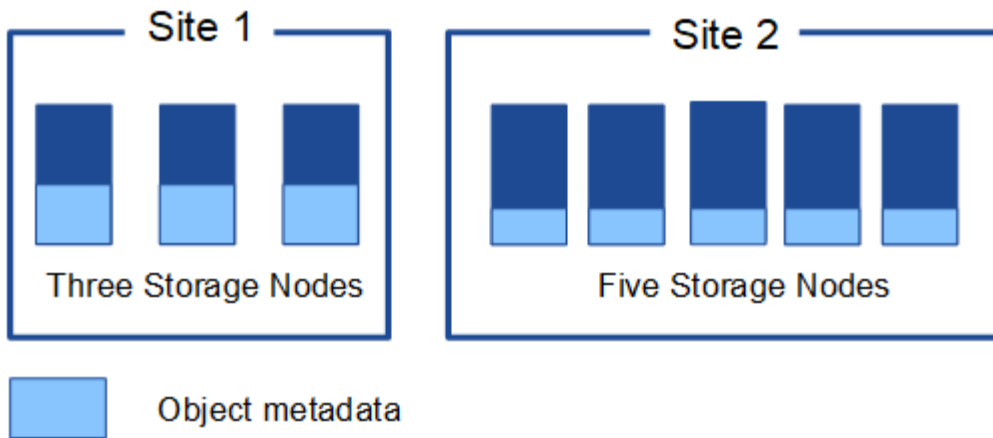 Site 1
Site 2
Three Storage Nodes
Five Storage Nodes
Object metadata